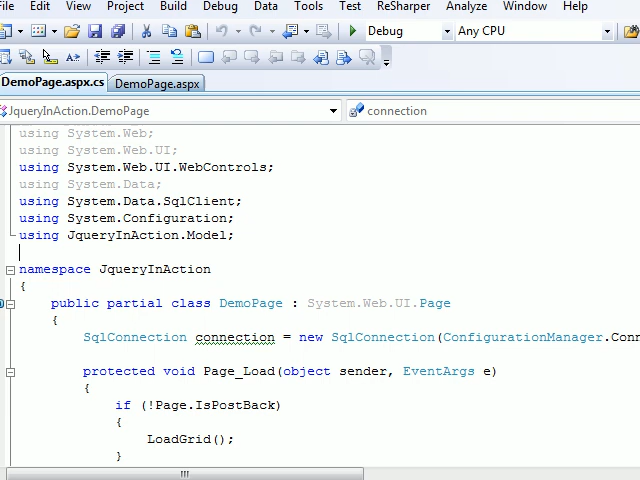 File Edit View Project Build Debug Data Tools Test ReSharper Analyze Window Help
Debug Any CPU
DemoPage.aspx.cs DemoPage.aspx
JqueryInAction.DemoPage connection
using System.Web;
using System.Web.UI;
using System.Web.UI.WebControls;
using System.Data;
using System.Data.SqlClient;
using System.Configuration;
using JqueryInAction.Model;
namespace JqueryInAction
{
public partial class DemoPage : System.Web.UI.Page
{
SqlConnection connection = new SqlConnection(ConfigurationManager.Conn
protected void Page_Load(object sender, EventArgs e)
{
if (!Page.IsPostBack)
{
LoadGrid();
}